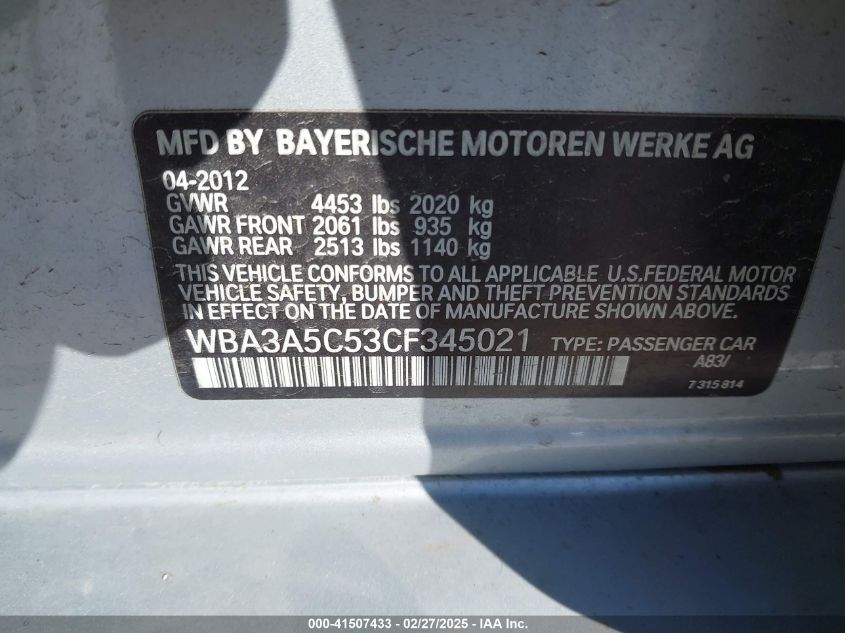 MFD BY BAYERISCHE MOTOREN WERKE AG
04-2012
GVWR 4453 lbs 2020 kg
GAWR FRONT 2061 lbs 935 kg
GAWR REAR 2513 lbs 1140 kg
THIS VEHICLE CONFORMS TO ALL APPLICABLE U.S.FEDERAL MOTOR
VEHICLE SAFETY, BUMPER AND THEFT PREVENTION STANDARDS
IN EFFECT ON THE DATE OF MANUFACTURE SHOWN ABOVE.
WBA3A5C53CF345021 TYPE: PASSENGER CAR
A83/
7 315 814
000-41507433 - 02/27/2025 - IAA Inc.